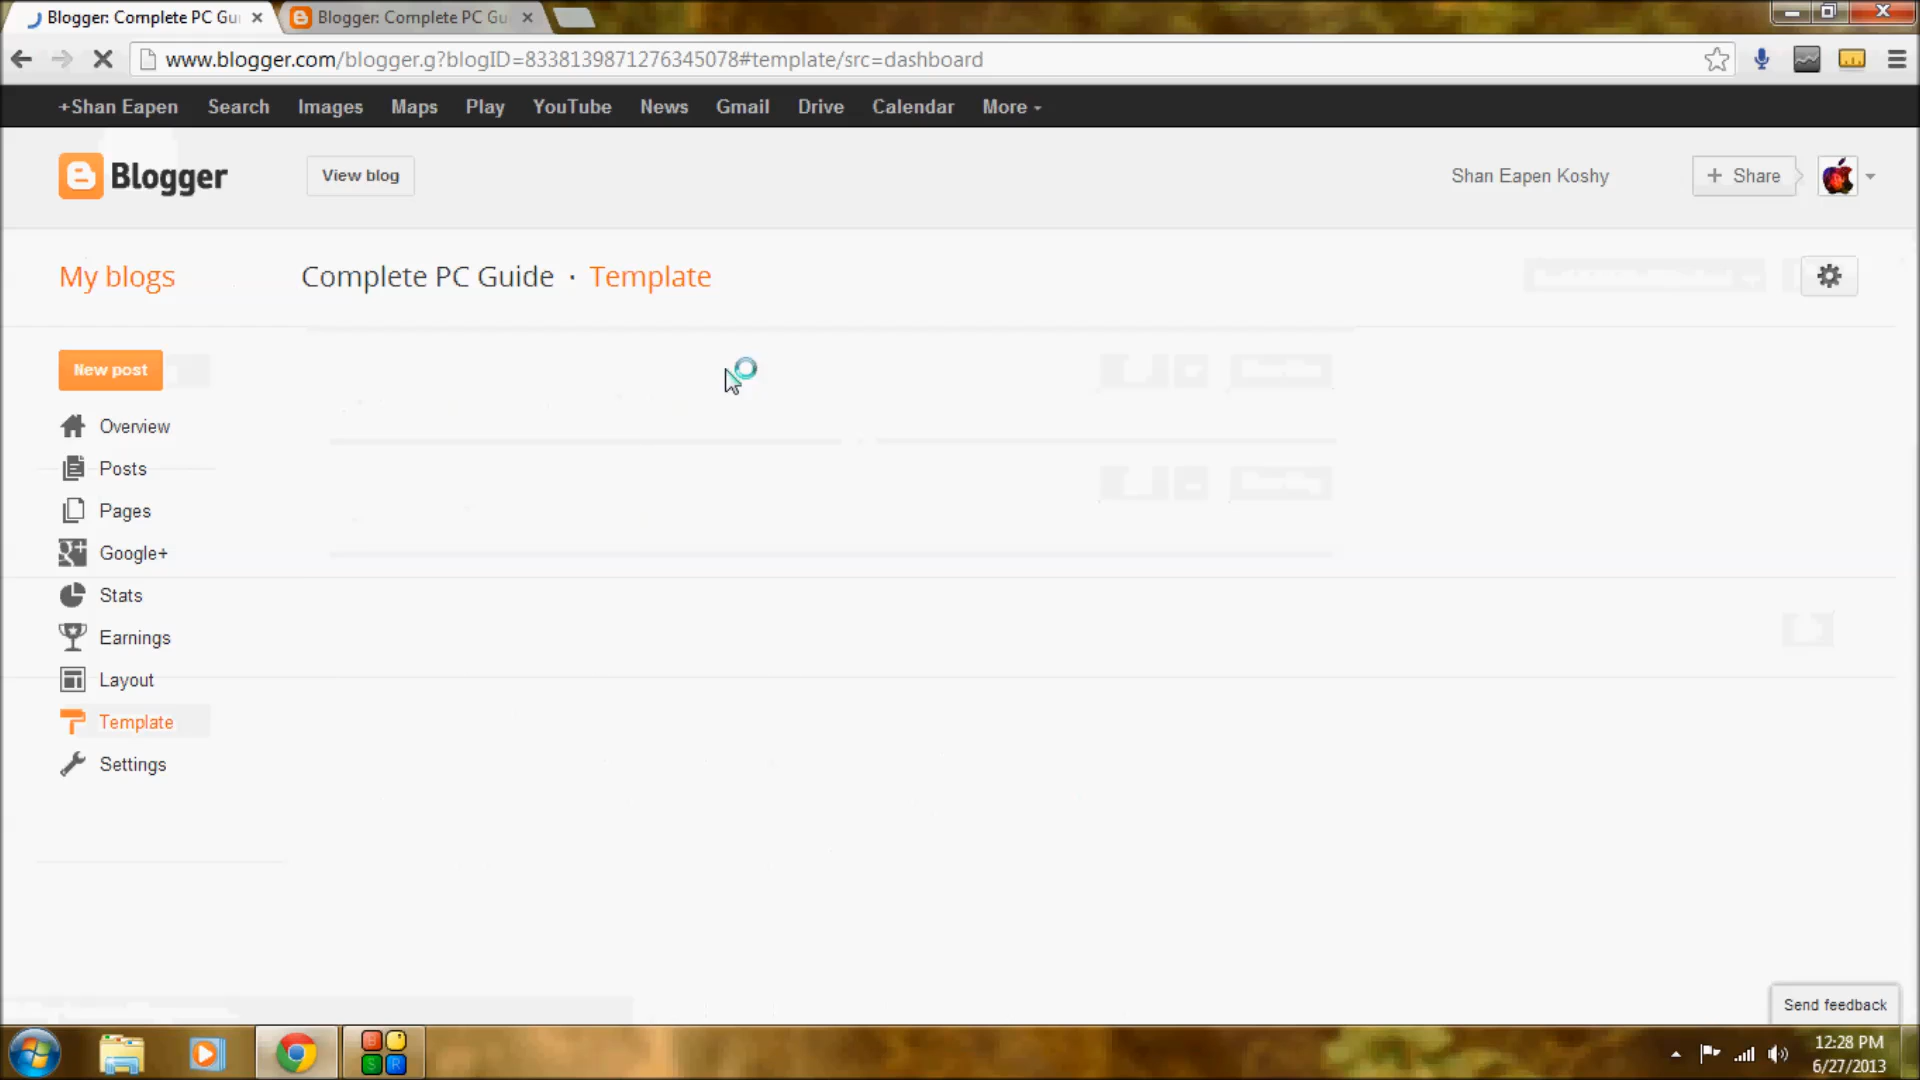 Blogger: Complete PC Gui
Blogger: Complete PC Gu
www.blogger.com/blogger.g?blogID=8338139871276345078#template/src=dashboard
+Shan Eapen Search Images Maps Play YouTube News Gmail Drive Calendar More
Blogger View blog Shan Eapen Koshy + Share
My blogs Complete PC Guide · Template
New post
Overview
Posts
Pages
Google+
Stats
Earnings
Layout
Template
Settings
Send feedback
12:28 PM
6/27/2013